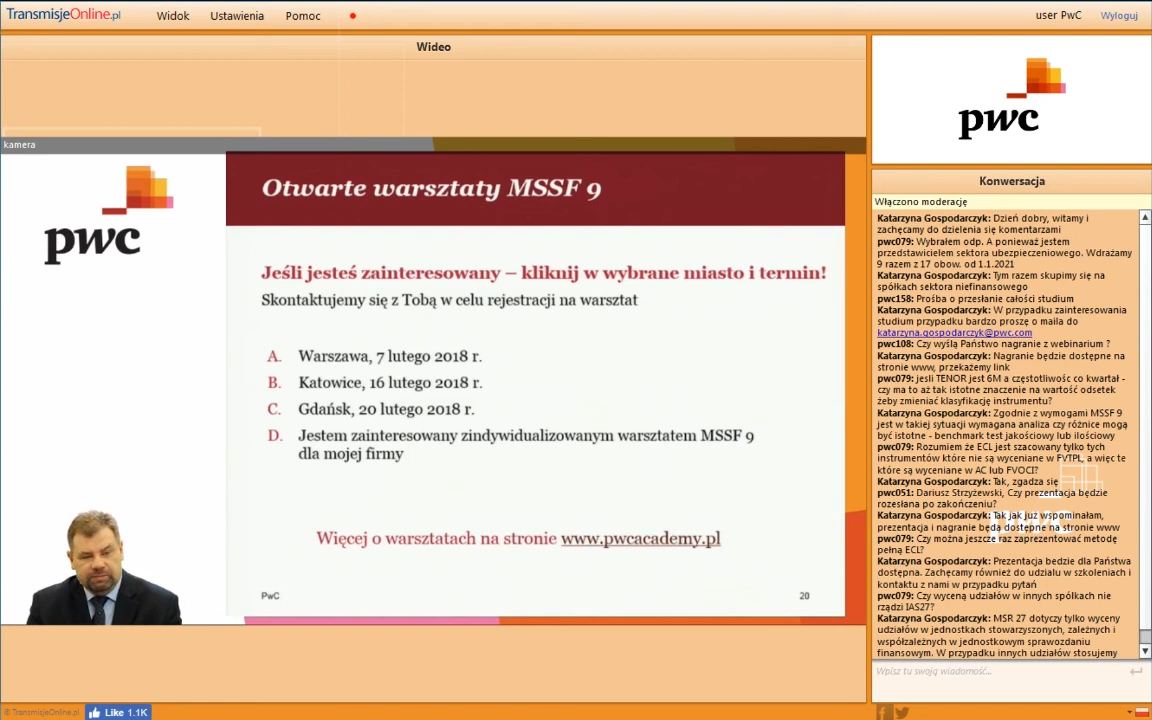 TransmisjeOnline.pl
Widok
Ustawienia
Pomoc
user PwC
Wyloguj
Wideo
kamera
pwc
Otwarte warsztaty MSSF 9
Jeśli jesteś zainteresowany – kliknij w wybrane miasto i termin!
Skontaktujemy się z Tobą w celu rejestracji na warsztat
A. Warszawa, 7 lutego 2018 r.
B. Katowice, 16 lutego 2018 r.
C. Gdańsk, 20 lutego 2018 r.
D. Jestem zainteresowany zindywidualizowanym warsztatem MSSF 9
dla mojej firmy
Więcej o warsztatach na stronie www.pwcacademy.pl
PwC
20
pwc
Konwersacja
Włączono moderację
Katarzyna Gospodarczyk: Dzień dobry, witamy i
zachęcamy do dzielenia się komentarzami
pwc079: Wybrałem odp. A ponieważ jestem
przedstawicielem sektora ubezpieczeniowego. Wdrażamy
9 razem z 17 obow. od 1.1.2021
Katarzyna Gospodarczyk: Tym razem skupimy się na
spółkach sektora niefinansowego
pwc158: Prośba o przesłanie całości studium
Katarzyna Gospodarczyk: W przypadku zainteresowania
studium przypadku bardzo proszę o maila do
katarzyna.gospodarczyk@pwc.com
pwc108: Czy wyślą Państwo nagranie z webinarium ?
Katarzyna Gospodarczyk: Nagranie będzie dostępne na
stronie www, przekażemy link
pwc079: jesli TENOR jest 6M a częstotliwośc co kwartał -
czy ma to aż tak istotne znaczenie na wartość odsetek
żeby zmieniać klasyfikację instrumentu?
Katarzyna Gospodarczyk: Zgodnie z wymogami MSSF 9
jest w takiej sytuacji wymagana analiza czy różnice mogą
być istotne - benchmark test jakościowy lub ilościowy
pwc079: Rozumiem że ECL jest szacowany tylko tych
instrumentów które nie są wyceniane w FVTPL, a więc te
które są wyceniane w AC lub FVOCI?
Katarzyna Gospodarczyk: Tak, zgadza się
pwc051: Dariusz Strzyżewski, Czy prezentacja będzie
rozesłana po zakończeniu?
Katarzyna Gospodarczyk: Tak jak już wspominałam,
prezentacja i nagranie będą dostępne na stronie www
pwc079: Czy można jeszcze raz zaprezentować metodę
pełną ECL?
Katarzyna Gospodarczyk: Prezentacja bedzie dla Państwa
dostępna. Zachęcamy również do udzialu w szkoleniach i
kontaktu z nami w przypadku pytań
pwc079: Czy wyceną udziałów w innych spólkach nie
rządzi IAS27?
Katarzyna Gospodarczyk: MSR 27 dotyczy tylko wyceny
udziałów w jednostkach stowarzyszonych, zależnych i
współzależnych w jednostkowym sprawozdaniu
finansowym. W przypadku innych udziałów stosujemy
Wpisz tu swoją wiadomość...
© TransmisjeOnline.pl
Like 1.1K